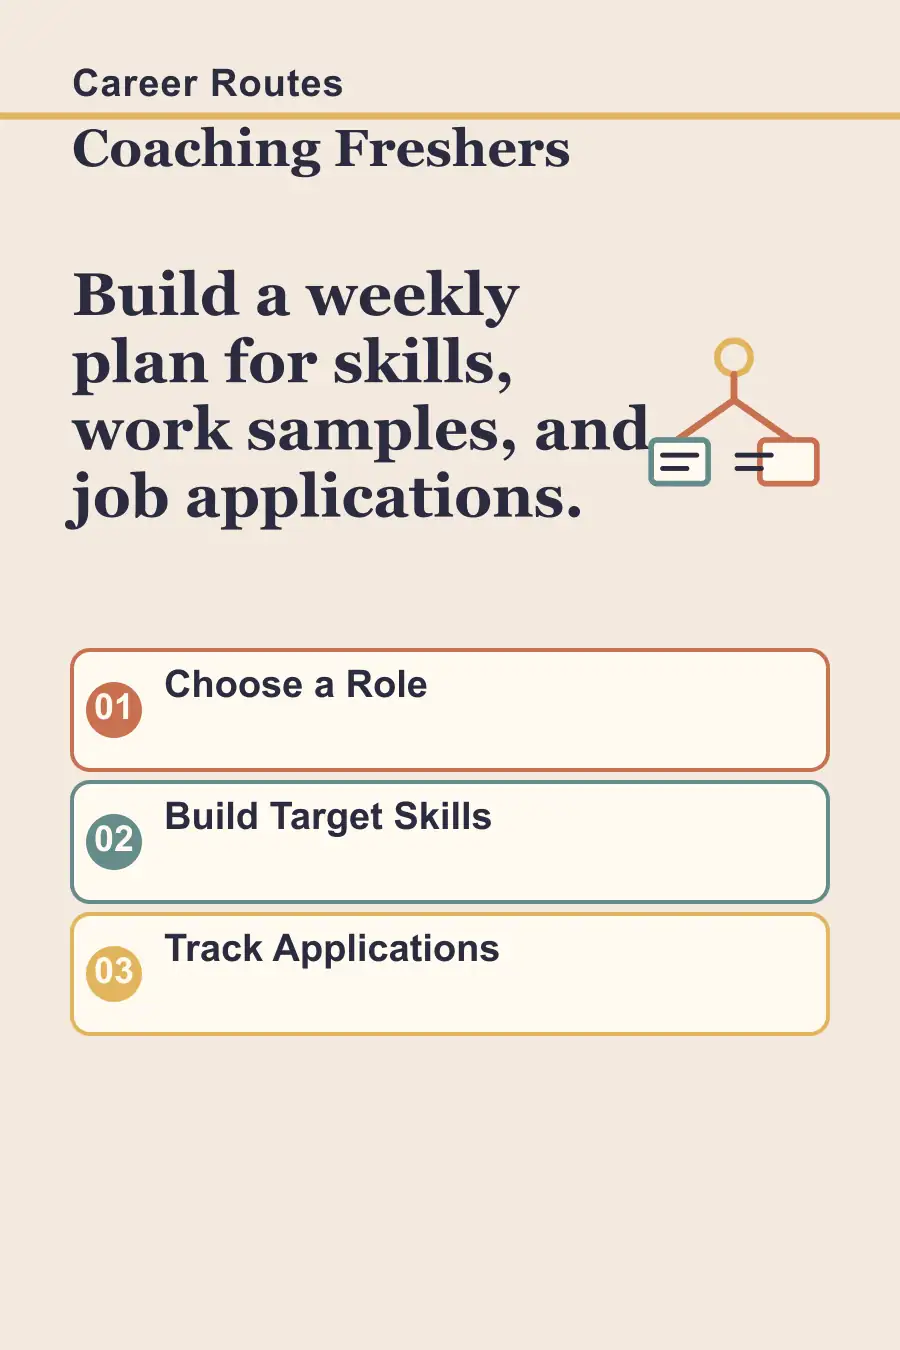 Career Routes
Coaching Freshers
Build a weekly
plan for skills,
work samples, and
job applications.
01 Choose a Role
02 Build Target Skills
03 Track Applications